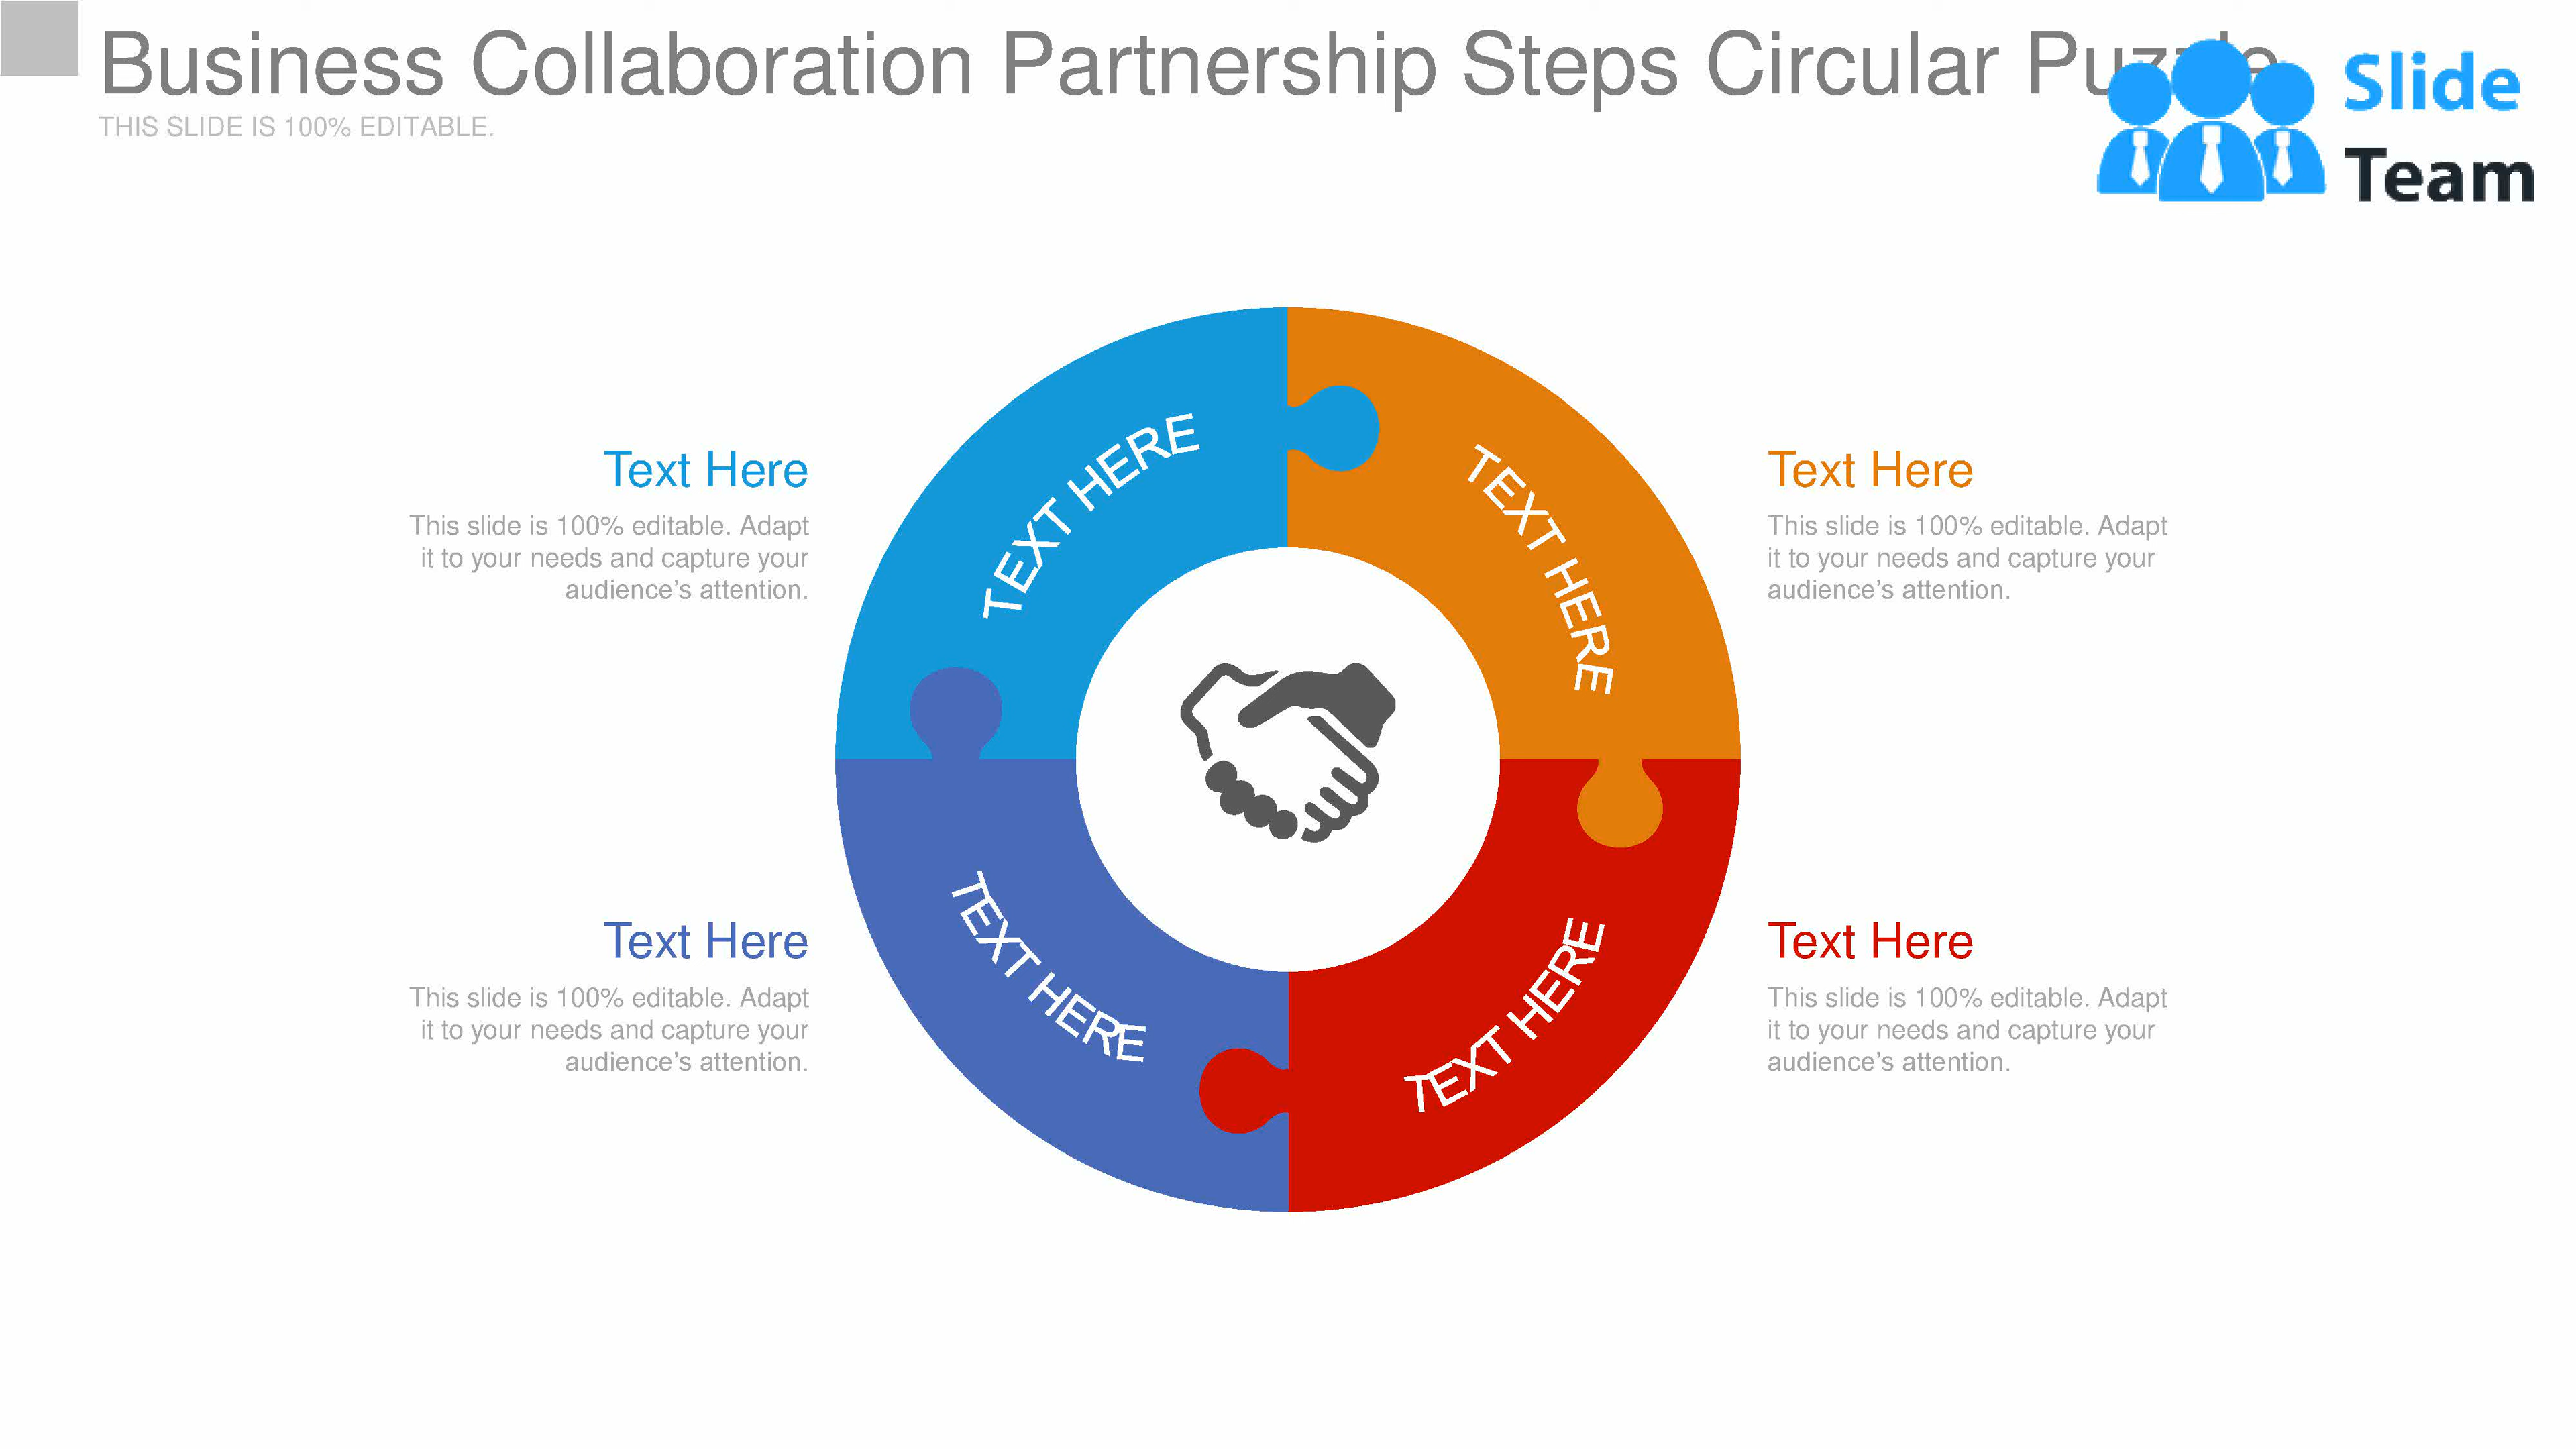 Business Collaboration Partnership Steps Circular
THIS SLIDE IS 100% EDITABLE.
Slide
Team
Text Here
This slide is 100% editable. Adapt
it to your needs and capture your
audience’s attention.
TEXT HERE
TEXT HERE
Text Here
This slide is 100% editable. Adapt
it to your needs and capture your
audience’s attention.
Text Here
This slide is 100% editable. Adapt
it to your needs and capture your
audience’s attention.
TEXT HERE
TEXT HERE
Text Here
This slide is 100% editable. Adapt
it to your needs and capture your
audience’s attention.